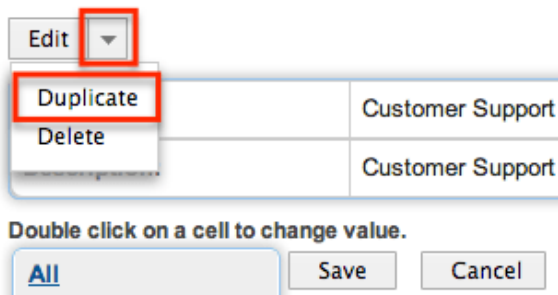 Edit
Duplicate
Customer Support
Delete
Customer Support
Double click on a cell to change value.
All Save Cancel